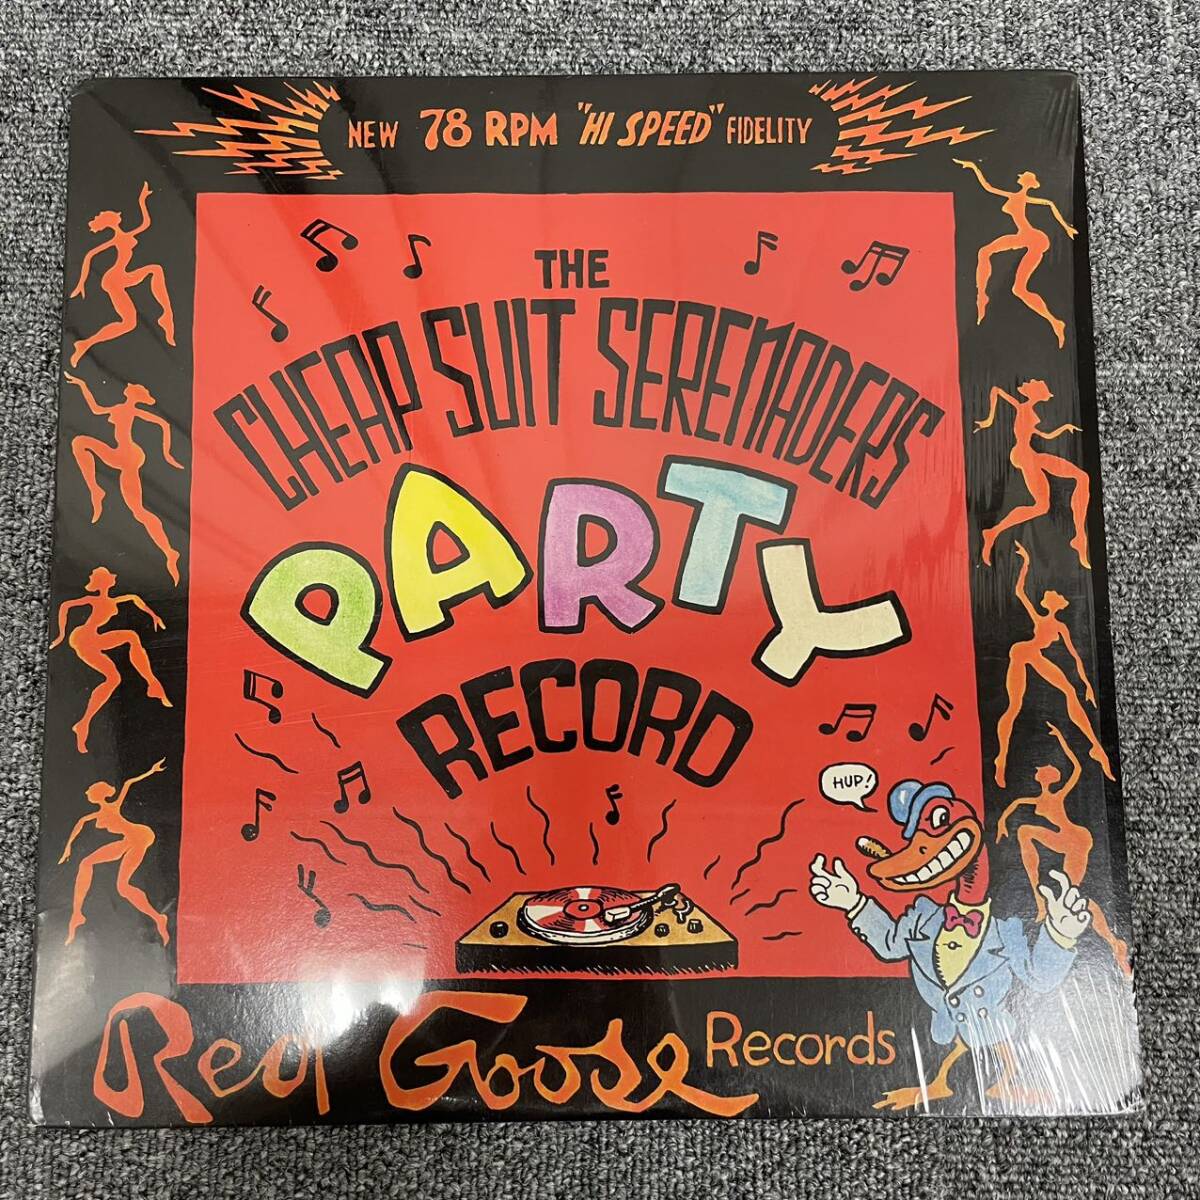 NEW 78 RPM "HI SPEED" FIDELITY
THE
CHEAP SUIT SERENADERS
PARTY
RECORD
HUP!
Red Goose Records